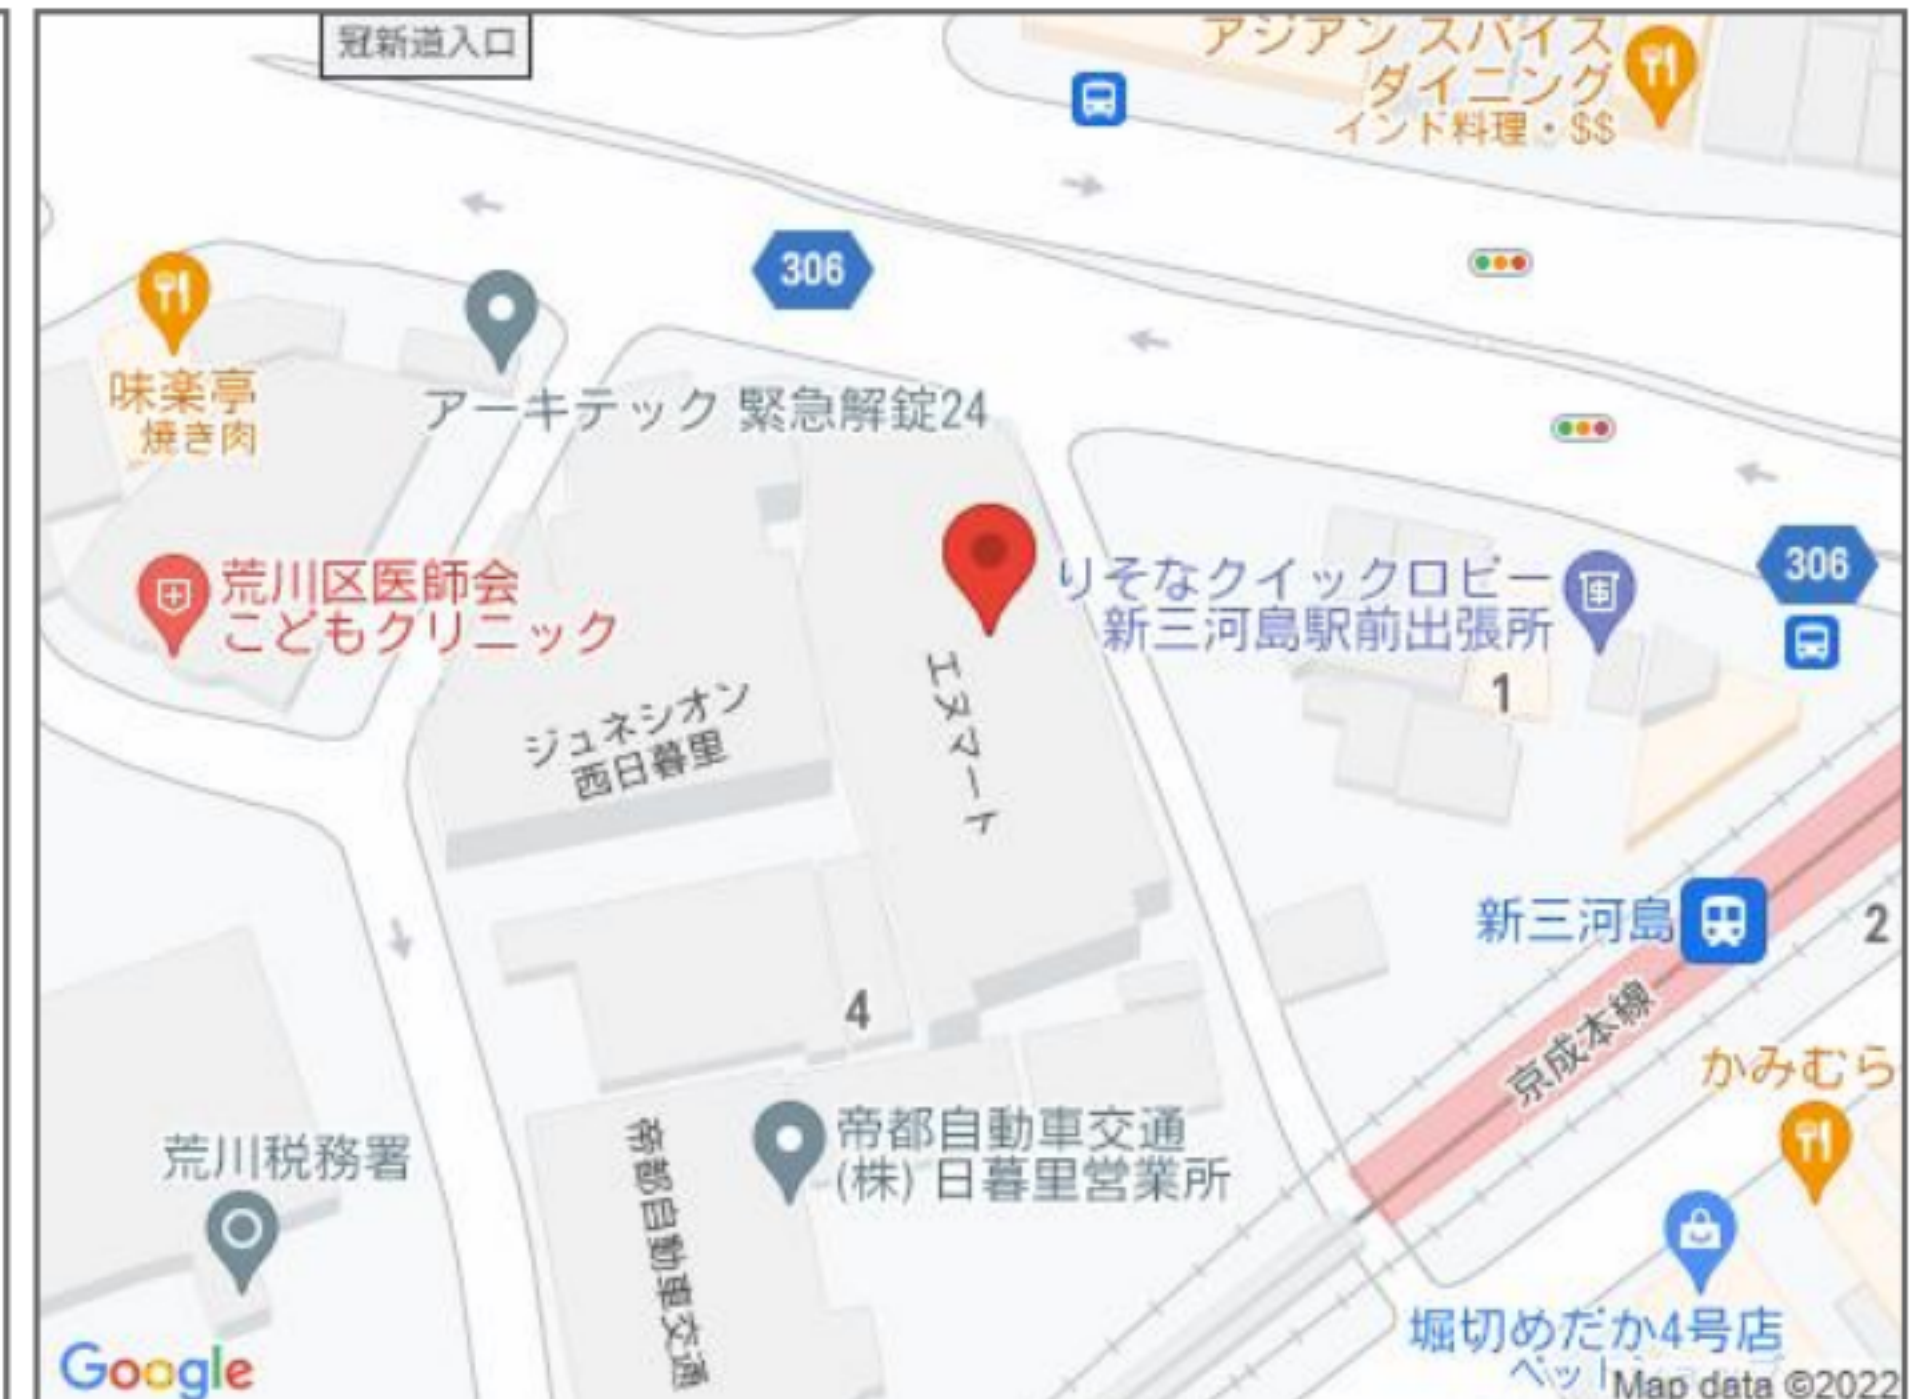 冠新道入口
アジアン スパイス
ダイニング
インド料理・$$
306
味楽亭
焼き肉
アーキテック 緊急解錠24
荒川区医師会
こどもクリニック
りそなクイックロビー
新三河島駅前出張所
306
1
エヌマート
ジュネシオン
西日暮里
新三河島
2
4
京成本線
かみむら
帝都自動車交通
(株) 日暮里営業所
荒川税務署
帝都自動車交通
堀切めだか4号店
Google
Map data ©2022